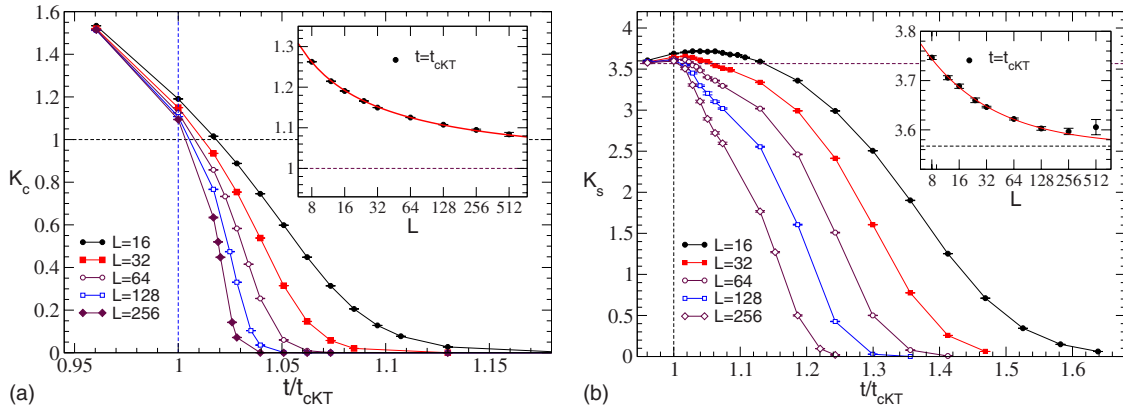 1.6
1.4
1.2
1
K_c
0.8
0.6
0.4
0.2
0
0.95
1.00
1.05
1.10
1.15
t/t_cKT
L=16
L=32
L=64
L=128
L=256
1.3
1.2
1.1
1
t=t_cKT
8
16
32
64
128
256
512
L
(a)
4
3.5
3
2.5
K_s
2
1.5
1
0.5
0
1
1.1
1.2
1.3
1.4
1.5
1.6
t/t_cKT
L=16
L=32
L=64
L=128
L=256
3.8
3.7
3.6
t=t_cKT
8
16
32
64
128
256
512
L
(b)